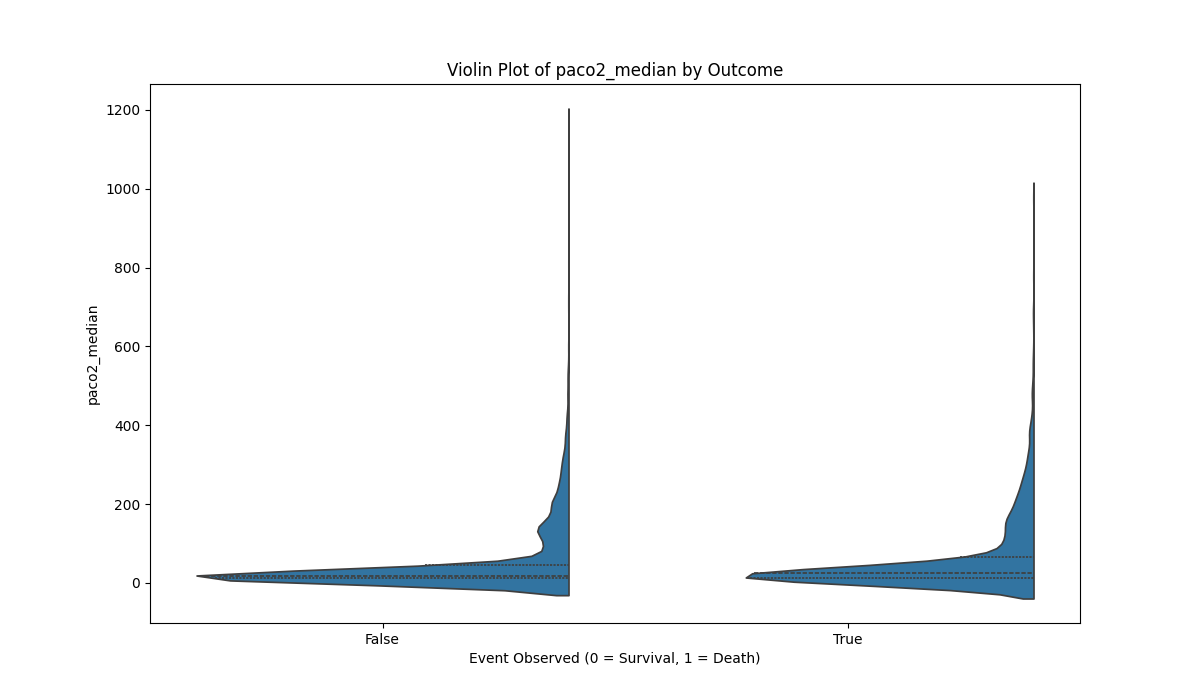 Violin Plot of paco2_median by Outcome
1200
1000
800
600
400
200
0
paco2_median
False
True
Event Observed (0 = Survival, 1 = Death)